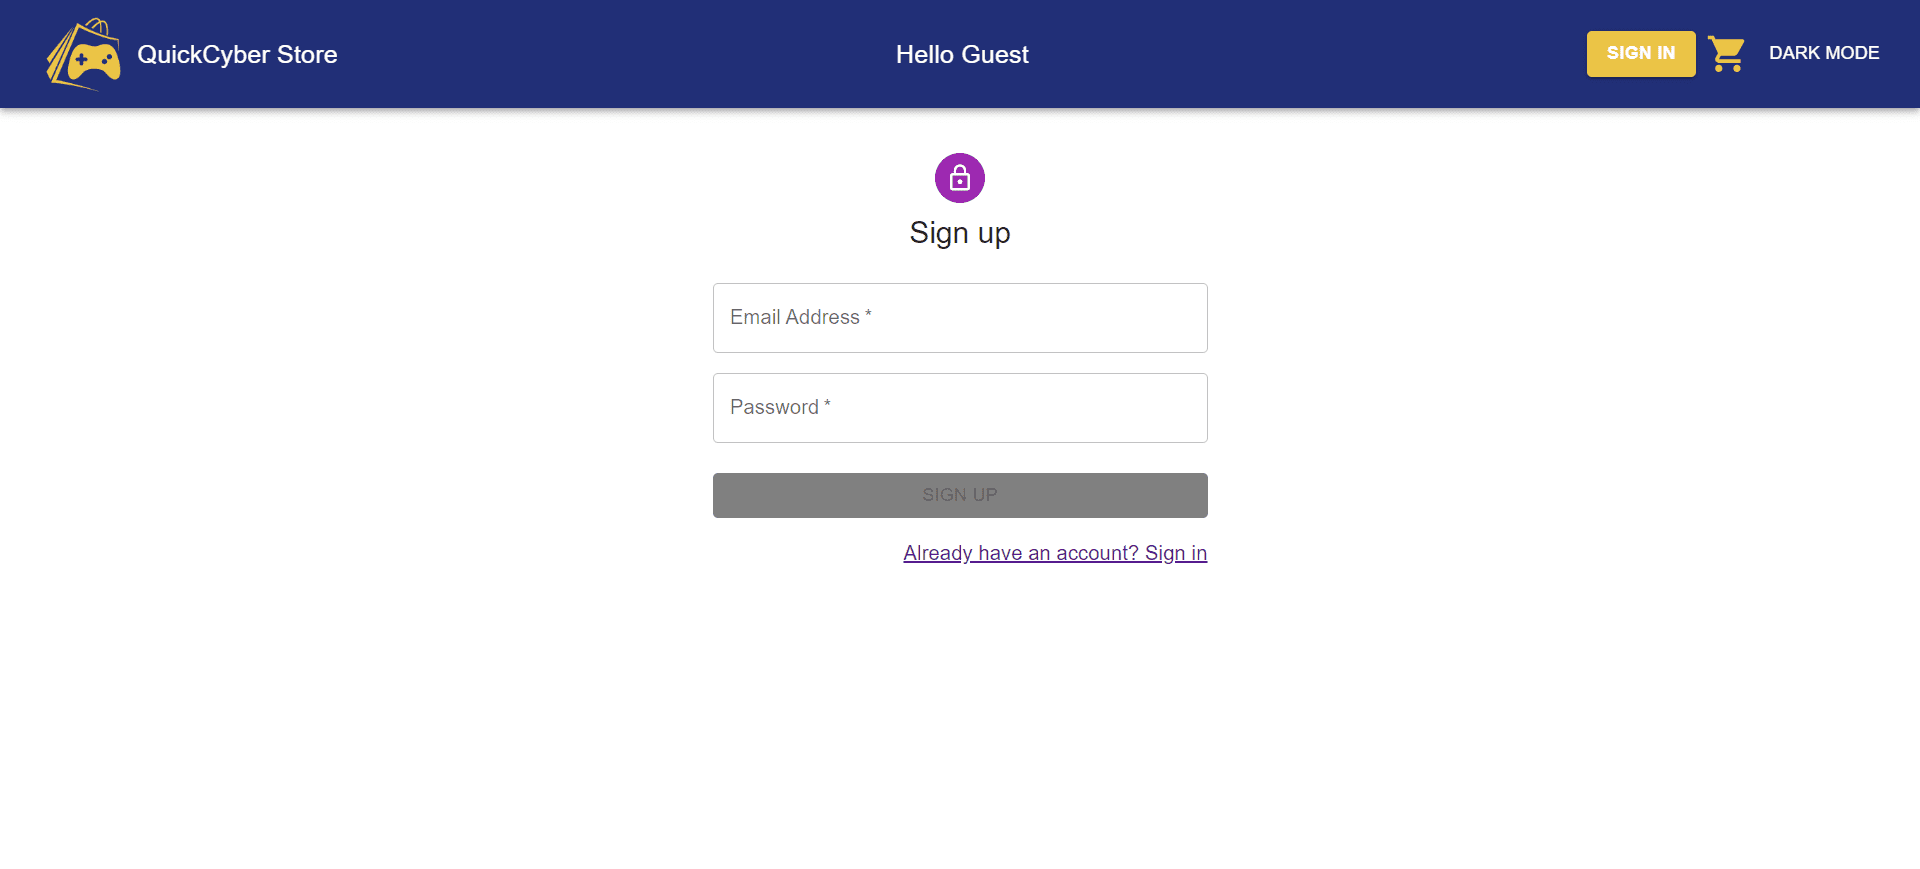 QuickCyber Store
Hello Guest
SIGN IN
DARK MODE
Sign up
Email Address *
Password *
SIGN UP
Already have an account? Sign in